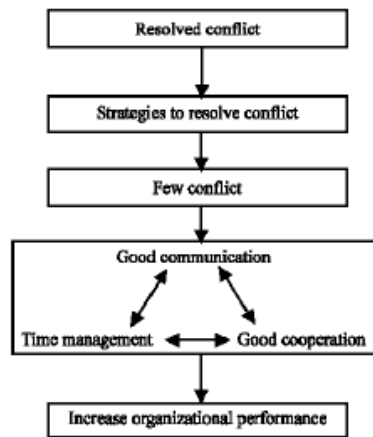 Resolved conflict
Strategies to resolve conflict
Few conflict
Good communication
Time management Good cooperation
Increase organizational performance